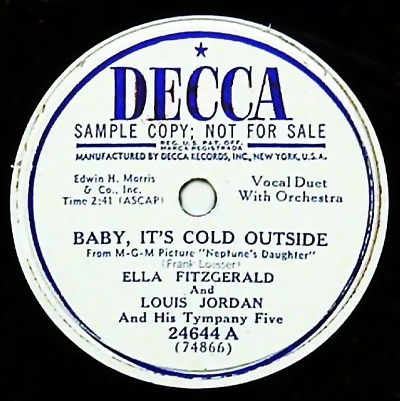 DECCA
SAMPLE COPY; NOT FOR SALE
REG. U.S. PAT. OFF.
MARCA REGISTRADA
MANUFACTURED BY DECCA RECORDS, INC., NEW YORK, U.S.A.
Edwin H. Morris
& Co., Inc.
Time 2:41 (ASCAP)
Vocal Duet
With Orchestra
BABY, IT'S COLD OUTSIDE
From M-G-M Picture "Neptune's Daughter"
(Frank Loesser)
ELLA FITZGERALD
And
LOUIS JORDAN
And His Tympany Five
24644 A
(74866)